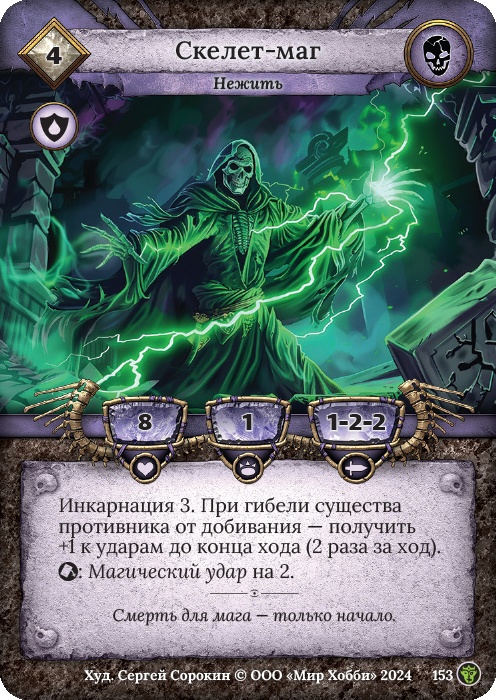 4
Скелет-маг
Нежить
8
1
1-2-2
Инкарнация 3. При гибели существа
противника от добивания — получить
+1 к ударам до конца хода (2 раза за ход).
: Магический удар на 2.
Смерть для мага — только начало.
Худ. Сергей Сорокин © ООО «Мир Хобби» 2024 153